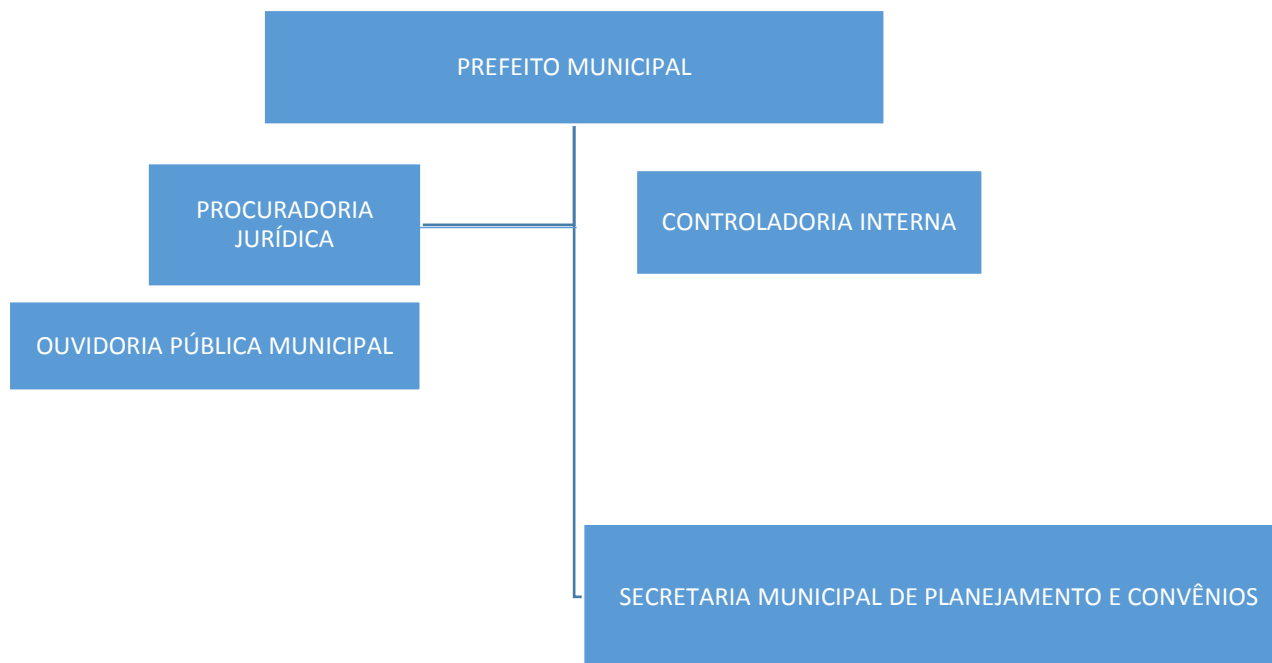 PREFEITO MUNICIPAL
PROCURADORIA
JURÍDICA
CONTROLADORIA INTERNA
OUVIDORIA PÚBLICA MUNICIPAL
SECRETARIA MUNICIPAL DE PLANEJAMENTO E CONVÊNIOS